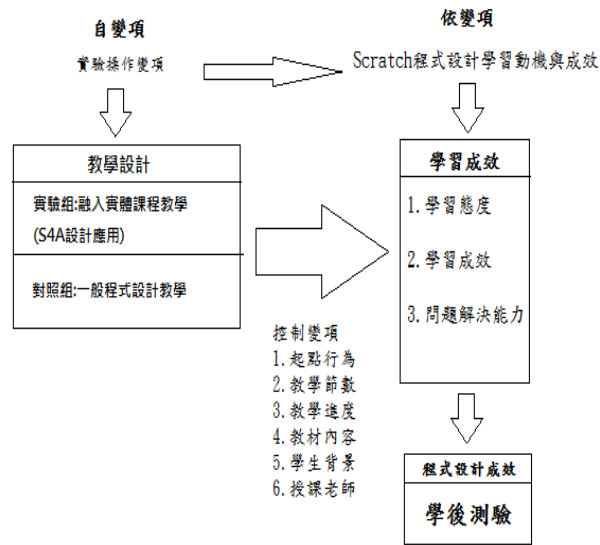 自變項
實驗操作變項
教學設計
實驗組:融入實體課程教學
(S4A設計應用)
對照組:一般程式設計教學
控制變項
1.起點行為
2.教學節數
3.教學進度
4.教材內容
5.學生背景
6.授課老師
依變項
Scratch程式設計學習動機與成效
學習成效
1.學習態度
2.學習成效
3.問題解決能力
程式設計成效
學後測驗